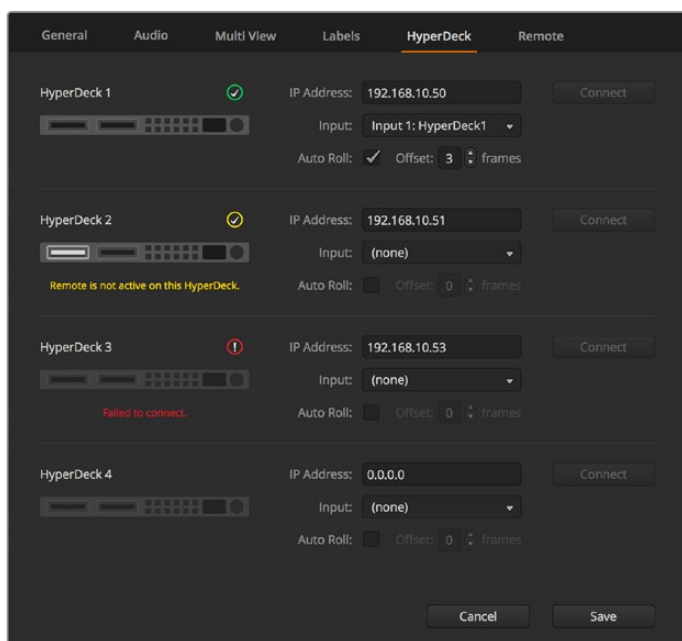 General Audio Multi View Labels HyperDeck Remote
HyperDeck 1 IP Address: 192.168.10.50 Connect
Input: Input 1: HyperDeck1
Auto Roll: Offset: 3 frames
HyperDeck 2 IP Address: 192.168.10.51 Connect
Input: (none)
Remote is not active on this HyperDeck. Auto Roll: Offset: 0 frames
HyperDeck 3 IP Address: 192.168.10.53 Connect
Input: (none)
Failed to connect. Auto Roll: Offset: 0 frames
HyperDeck 4 IP Address: 0.0.0.0 Connect
Input: (none)
Auto Roll: Offset: 0 frames
Cancel Save